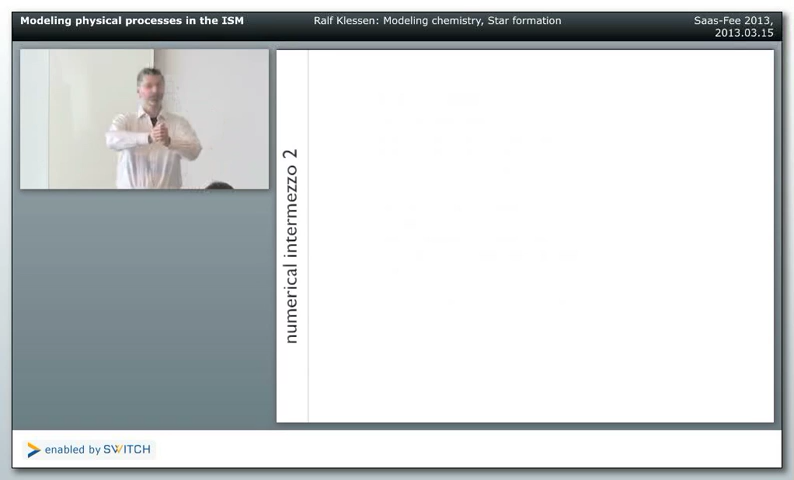 Modeling physical processes in the ISM
Ralf Klessen: Modeling chemistry, Star formation
Saas-Fee 2013,
2013.03.15
numerical intermezzo 2
enabled by SWITCH